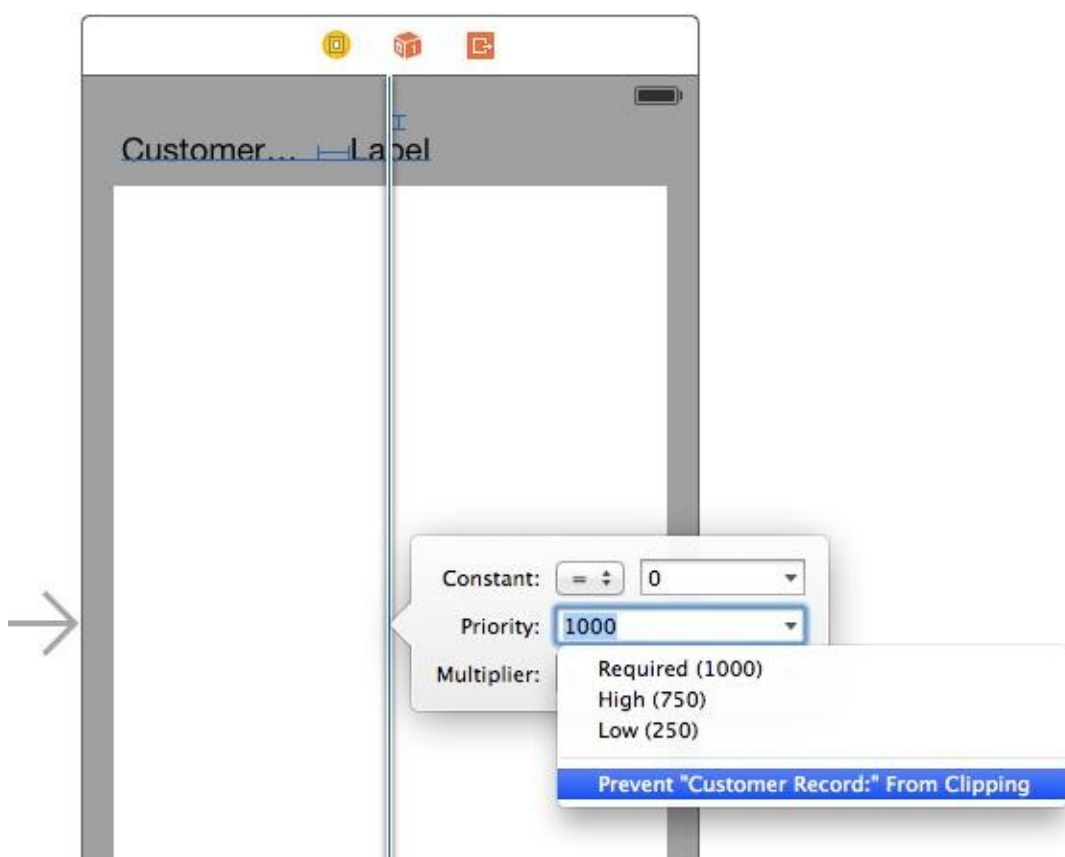 Customer... Label
Constant: = 0
Priority: 1000
Multiplier:
Required (1000)
High (750)
Low (250)
Prevent "Customer Record:" From Clipping